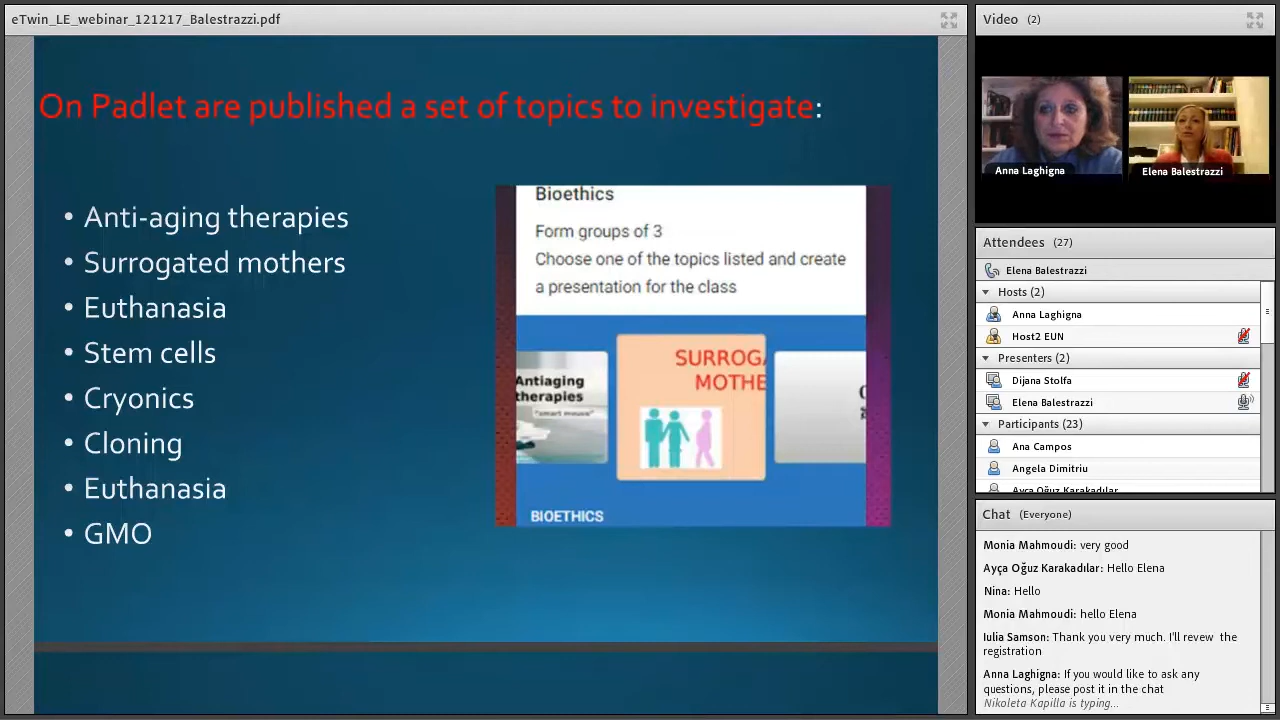 eTwin_LE_webinar_121217_Balestrazzi.pdf
On Padlet are published a set of topics to investigate:
• Anti-aging therapies
• Surrogated mothers
• Euthanasia
• Stem cells
• Cryonics
• Cloning
• Euthanasia
• GMO
Bioethics
Form groups of 3
Choose one of the topics listed and create
a presentation for the class
Antiaging
therapies
"smart mouse"
SURROGA
MOTHE
BIOETHICS
Video (2)
Anna Laghigna
Elena Balestrazzi
Attendees (27)
Elena Balestrazzi
Hosts (2)
Anna Laghigna
Host2 EUN
Presenters (2)
Dijana Stolfa
Elena Balestrazzi
Participants (23)
Ana Campos
Angela Dimitriu
Ayça Oğuz Karakadılar
Chat (Everyone)
Monia Mahmoudi: very good
Ayça Oğuz Karakadılar: Hello Elena
Nina: Hello
Monia Mahmoudi: hello Elena
Iulia Samson: Thank you very much. I'll revew the
registration
Anna Laghigna: If you would like to ask any
questions, please post it in the chat
Nikoleta Kapilla is typing...